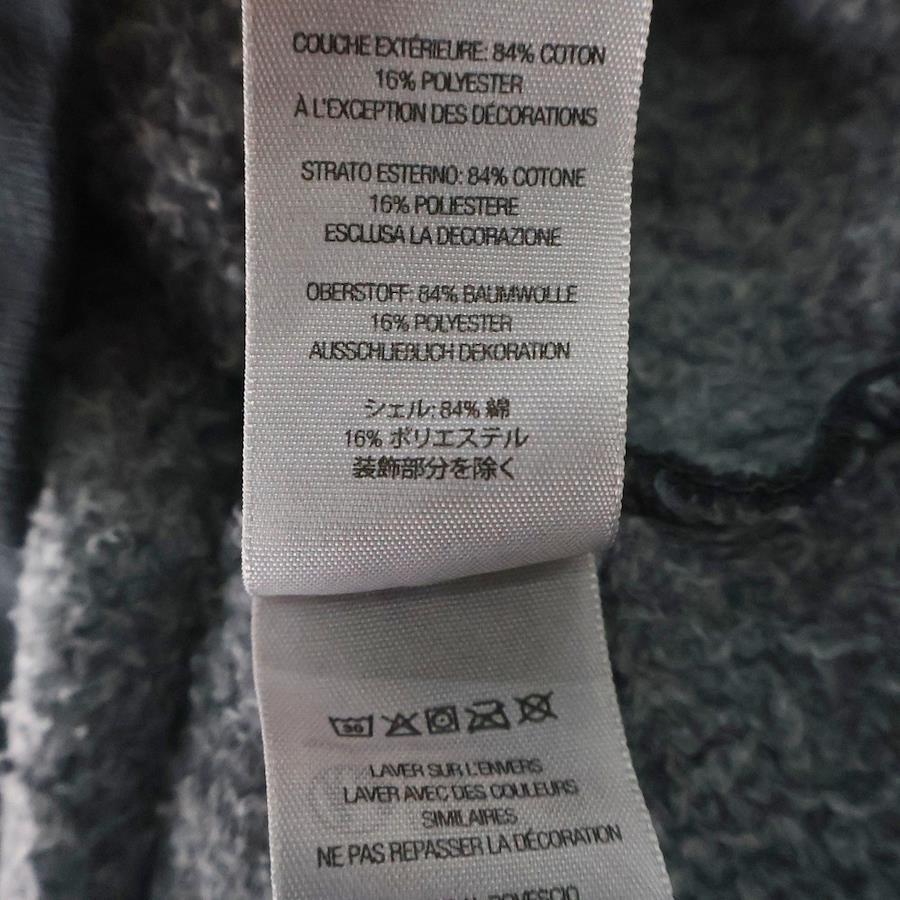 COUCHE EXTÉRIEURE: 84% COTON
16% POLYESTER
À L'EXCEPTION DES DÉCORATIONS
STRATO ESTERNO: 84% COTONE
16% POLIESTERE
ESCLUSA LA DECORAZIONE
OBERSTOFF: 84% BAUMWOLLE
16% POLYESTER
AUSSCHLIEßLICH DEKORATION
シェル: 84% 綿
16% ポリエステル
装飾部分を除く
30
LAVER SUR L'ENVERS
LAVER AVEC DES COULEURS
SIMILAIRES
NE PAS REPASSER LA DÉCORATION
ROVESCIO